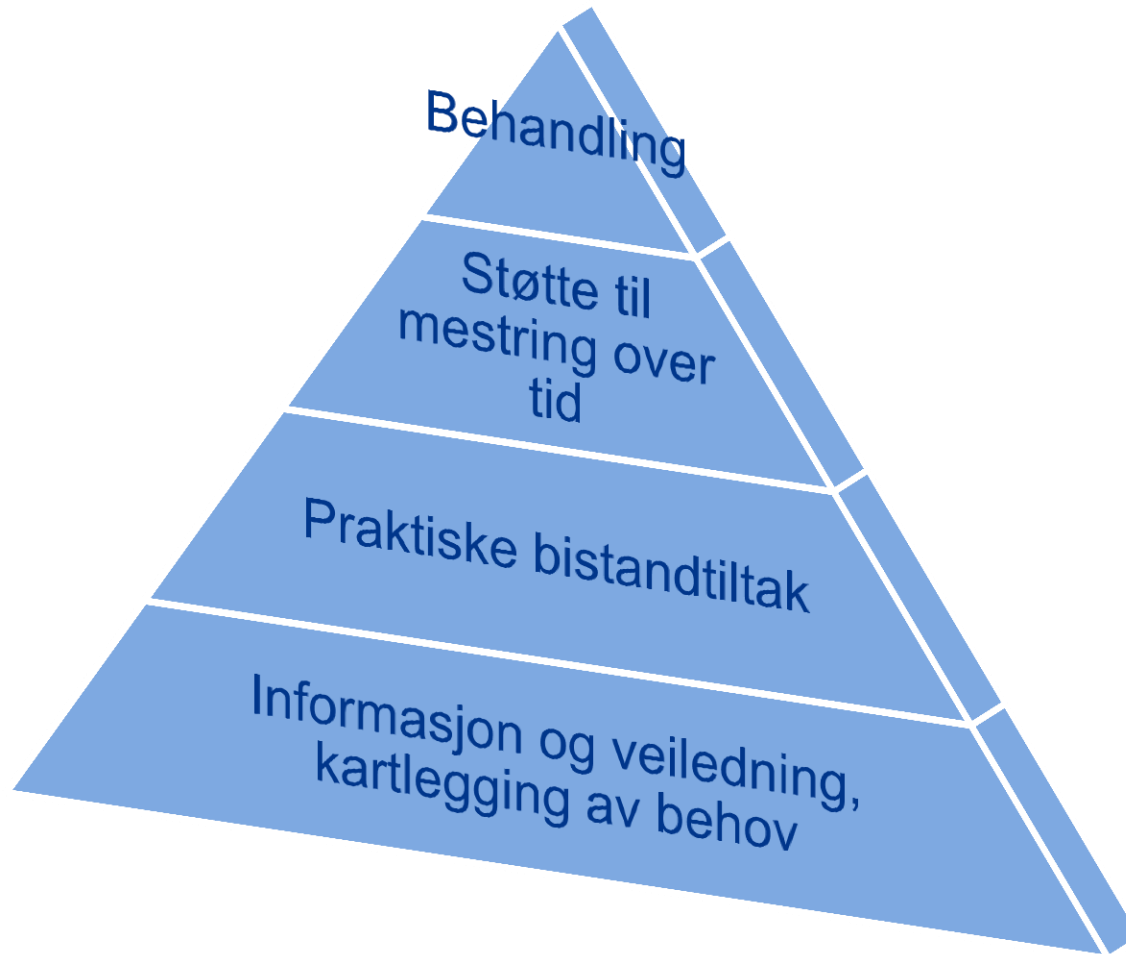 Behandling
Støtte til
mestring over
tid
Praktiske bistandtiltak
Informasjon og veiledning,
kartlegging av behov